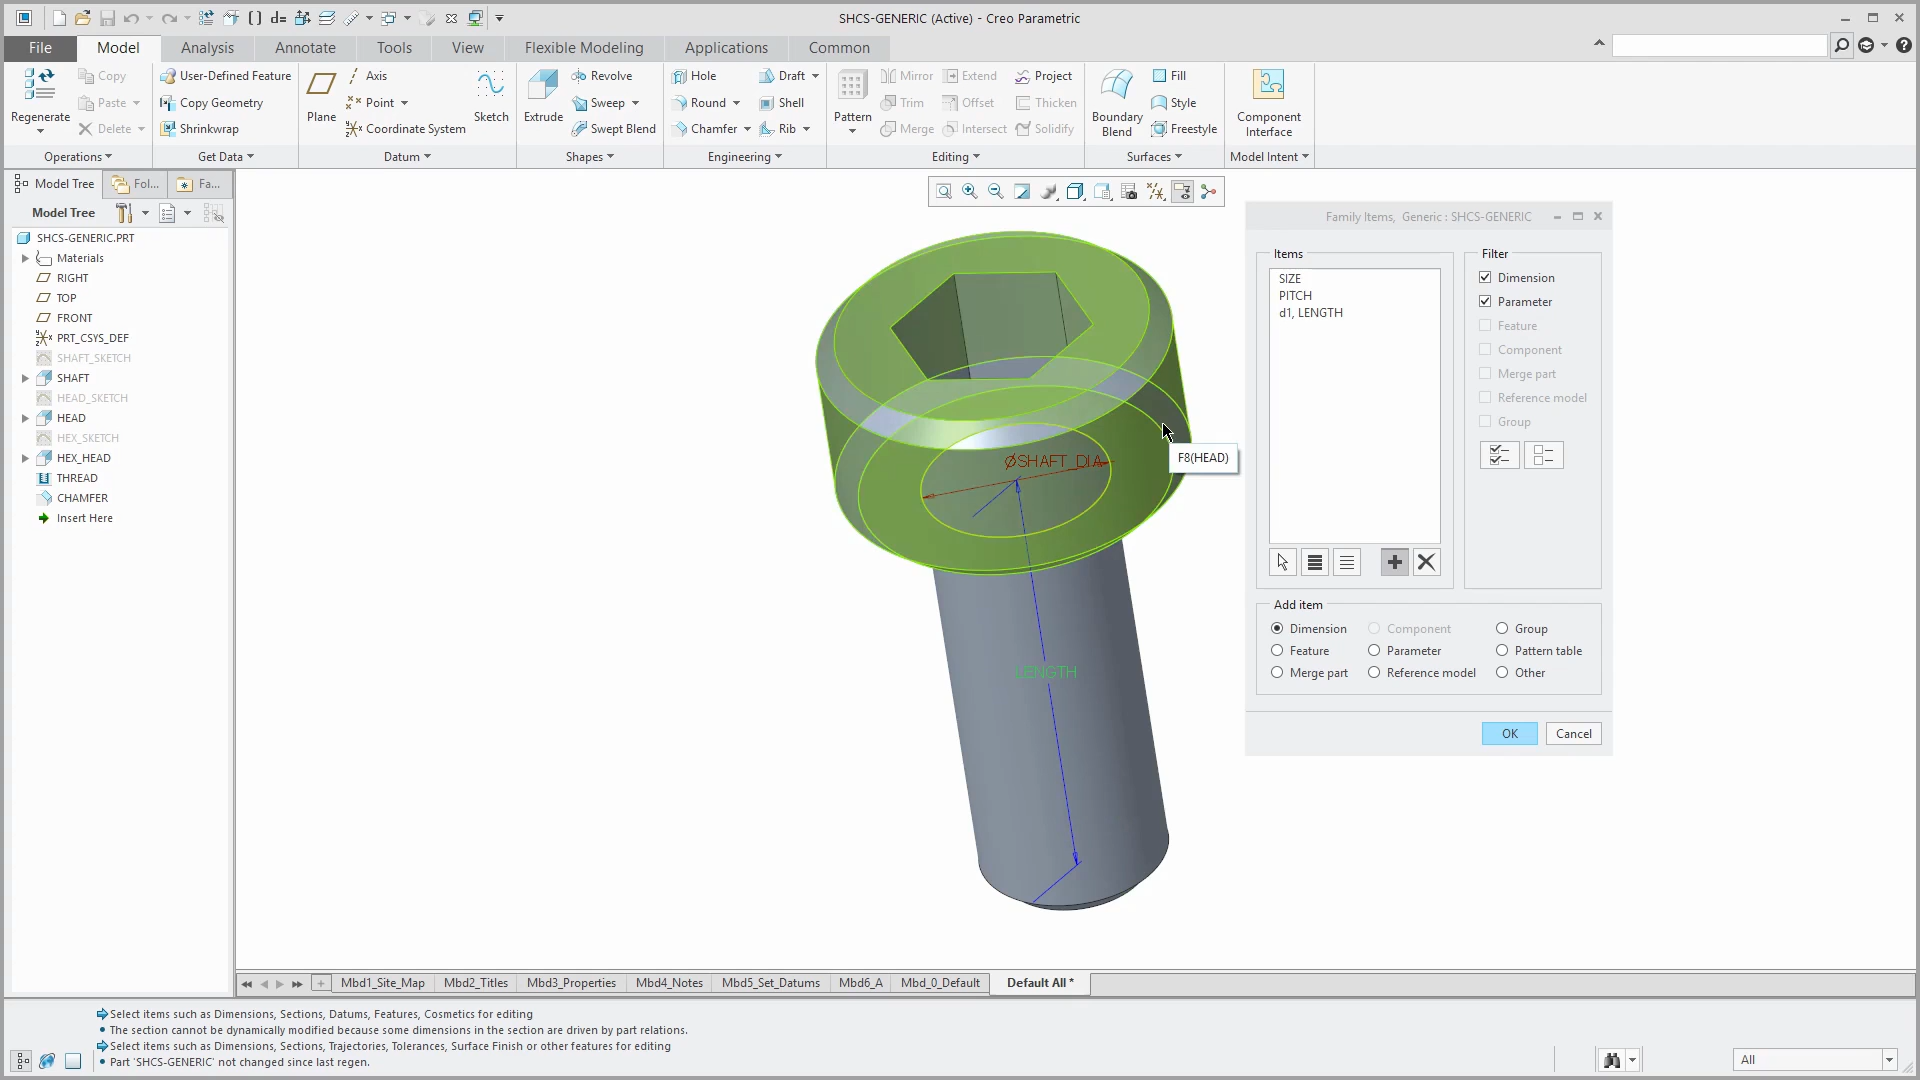 SHCS-GENERIC (Active) - Creo Parametric
File Model Analysis Annotate Tools View Flexible Modeling Applications Common
Regenerate
Copy
Paste
Delete
Operations
User-Defined Feature
Copy Geometry
Shrinkwrap
Get Data
Plane
Axis
Point
Coordinate System
Sketch
Datum
Extrude
Revolve
Sweep
Swept Blend
Shapes
Hole
Round
Chamfer
Draft
Shell
Rib
Engineering
Pattern
Mirror
Trim
Merge
Extend
Offset
Intersect
Project
Thicken
Solidify
Editing
Boundary
Blend
Fill
Style
Freestyle
Surfaces
Component
Interface
Model Intent
Model Tree Fol... Fa...
Model Tree
SHCS-GENERIC.PRT
Materials
RIGHT
TOP
FRONT
PRT_CSYS_DEF
SHAFT_SKETCH
SHAFT
HEAD_SKETCH
HEAD
HEX_SKETCH
HEX_HEAD
THREAD
CHAMFER
Insert Here
ØSHAFT_DIA
LENGTH
F8(HEAD)
Family Items, Generic : SHCS-GENERIC
Items
SIZE
PITCH
d1, LENGTH
Filter
Dimension
Parameter
Feature
Component
Merge part
Reference model
Group
Add item
Dimension Component Group
Feature Parameter Pattern table
Merge part Reference model Other
OK Cancel
Mbd1_Site_Map Mbd2_Titles Mbd3_Properties Mbd4_Notes Mbd5_Set_Datums Mbd6_A Mbd_0_Default Default All *
Select items such as Dimensions, Sections, Datums, Features, Cosmetics for editing
• The section cannot be dynamically modified because some dimensions in the section are driven by part relations.
Select items such as Dimensions, Sections, Trajectories, Tolerances, Surface Finish or other features for editing
• Part 'SHCS-GENERIC' not changed since last regen.
All